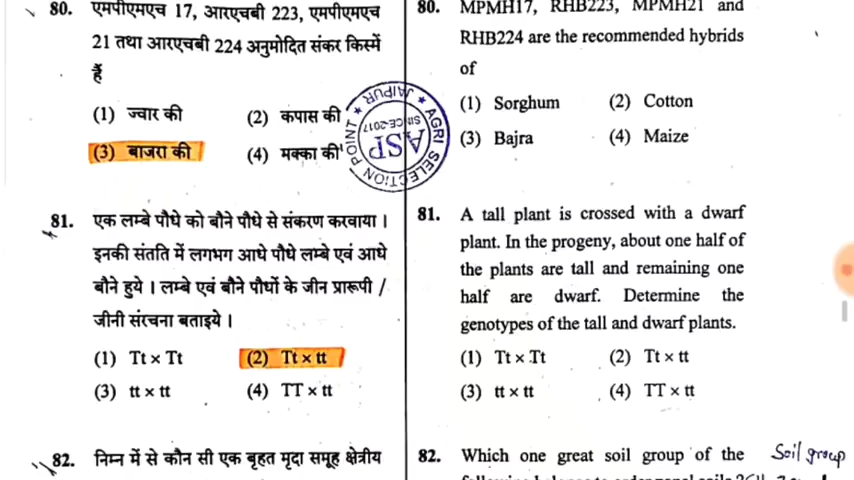 80. एमपीएमएच 17, आरएचबी 223, एमपीएमएच
21 तथा आरएचबी 224 अनुमोदित संकर किस्में
हैं
(1) ज्वार की (2) कपास की
(3) बाजरा की (4) मक्का की
81. एक लम्बे पौधे को बौने पौधे से संकरण करवाया ।
इनकी संतति में लगभग आधे पौधे लम्बे एवं आधे
बौने हुये । लम्बे एवं बौने पौधों के जीन प्रारूपी /
जीनी संरचना बताइये ।
(1) Tt × Tt (2) Tt × tt
(3) tt × tt (4) TT × tt
82. निम्न में से कौन सी एक बृहत मृदा समूह क्षेत्रीय
AGRI SELECTION POINT
JAIPUR
SINCE-2017
ASP
80. MPMH17, RHB223, MPMH21 and
RHB224 are the recommended hybrids
of
(1) Sorghum (2) Cotton
(3) Bajra (4) Maize
81. A tall plant is crossed with a dwarf
plant. In the progeny, about one half of
the plants are tall and remaining one
half are dwarf. Determine the
genotypes of the tall and dwarf plants.
(1) Tt × Tt (2) Tt × tt
(3) tt × tt (4) TT × tt
82. Which one great soil group of the Soil group